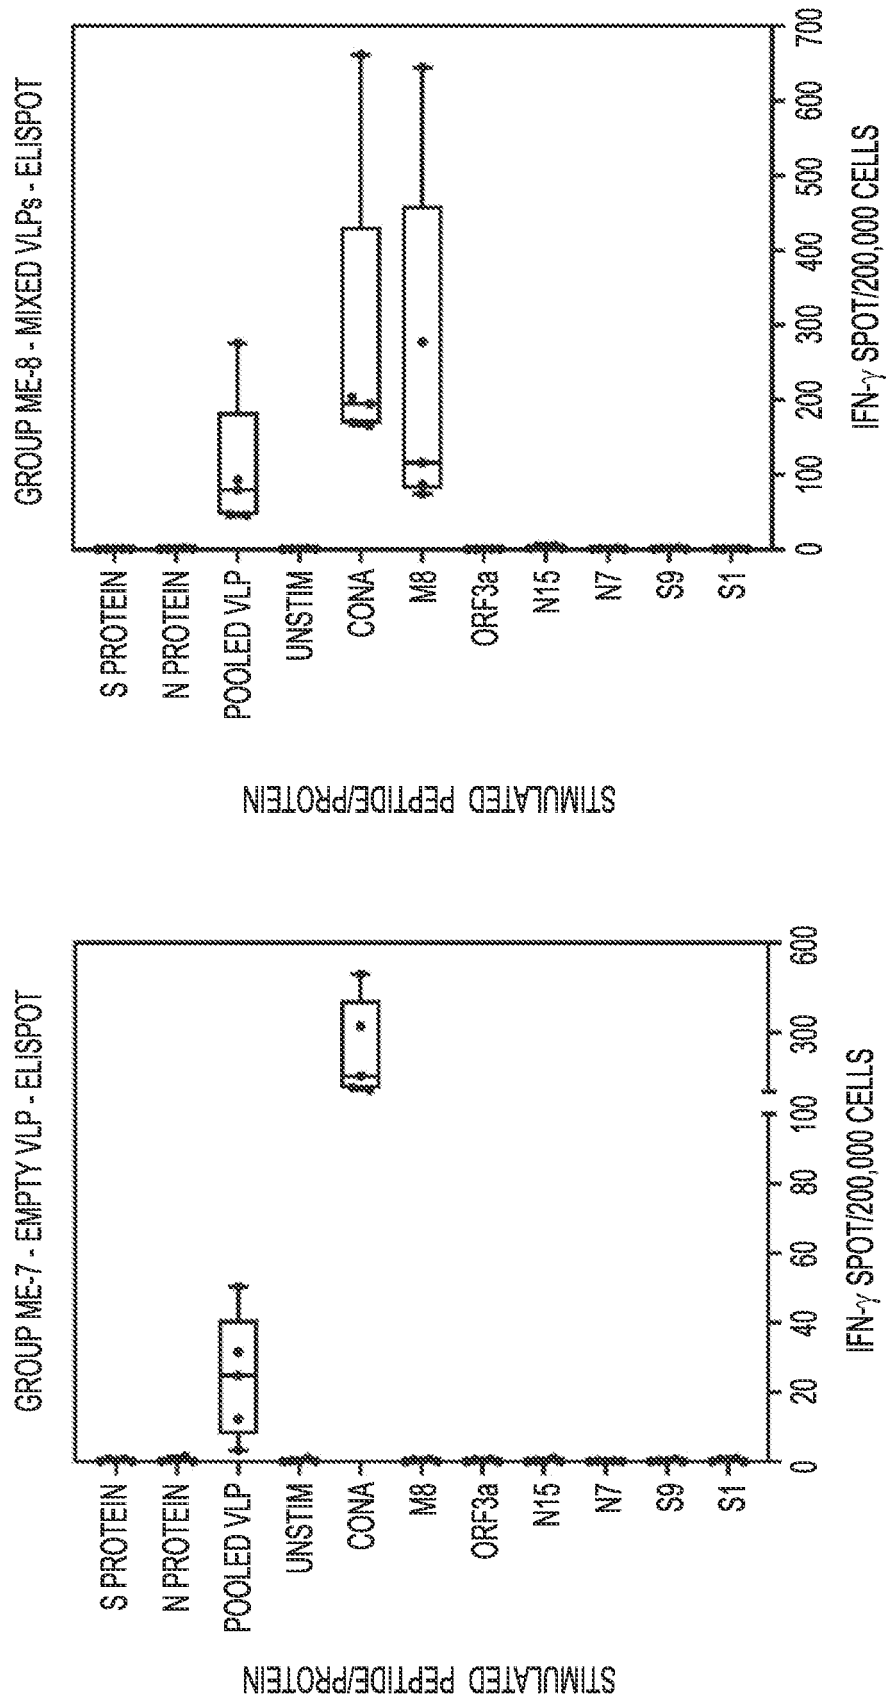 GROUP ME-7 - EMPTY VLP - ELISPOT
STIMULATED PEPTIDE/PROTEIN
S PROTEIN
N PROTEIN
POOLED VLP
UNSTIM
CONA
M8
ORF3a
N15
N7
S9
S1
0 20 40 60 80 100 300 600
IFN-γ SPOT/200,000 CELLS
GROUP ME-8 - MIXED VLPs - ELISPOT
STIMULATED PEPTIDE/PROTEIN
S PROTEIN
N PROTEIN
POOLED VLP
UNSTIM
CONA
M8
ORF3a
N15
N7
S9
S1
0 100 200 300 400 500 600 700
IFN-γ SPOT/200,000 CELLS